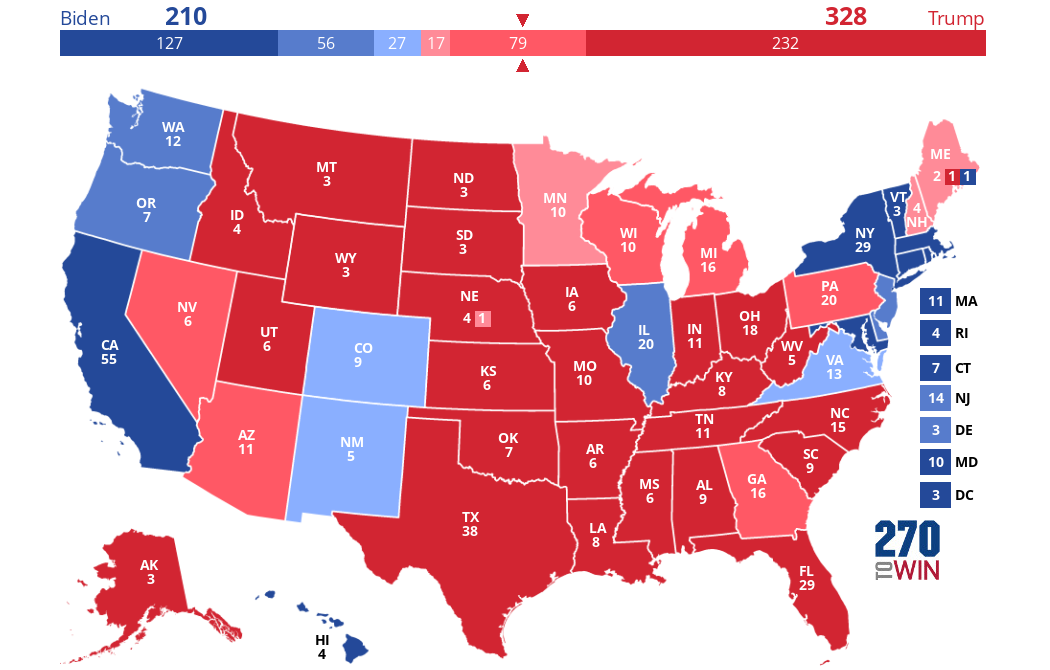 Biden 210 328 Trump
127 56 27 17 79 232
WA
12
OR
7
ID
4
MT
3
ND
3
SD
3
WY
3
MN
10
WI
10
MI
16
ME
2 1 1
VT
3
4
NH
NY
29
NV
6
UT
6
CO
9
NE
4 1
IA
6
IL
20
IN
11
OH
18
PA
20
CA
55
AZ
11
NM
5
KS
6
MO
10
KY
8
WV
5
VA
13
OK
7
AR
6
TN
11
NC
15
SC
9
TX
38
LA
8
MS
6
AL
9
GA
16
FL
29
AK
3
HI
4
11 MA
4 RI
7 CT
14 NJ
3 DE
10 MD
3 DC
270
TO WIN